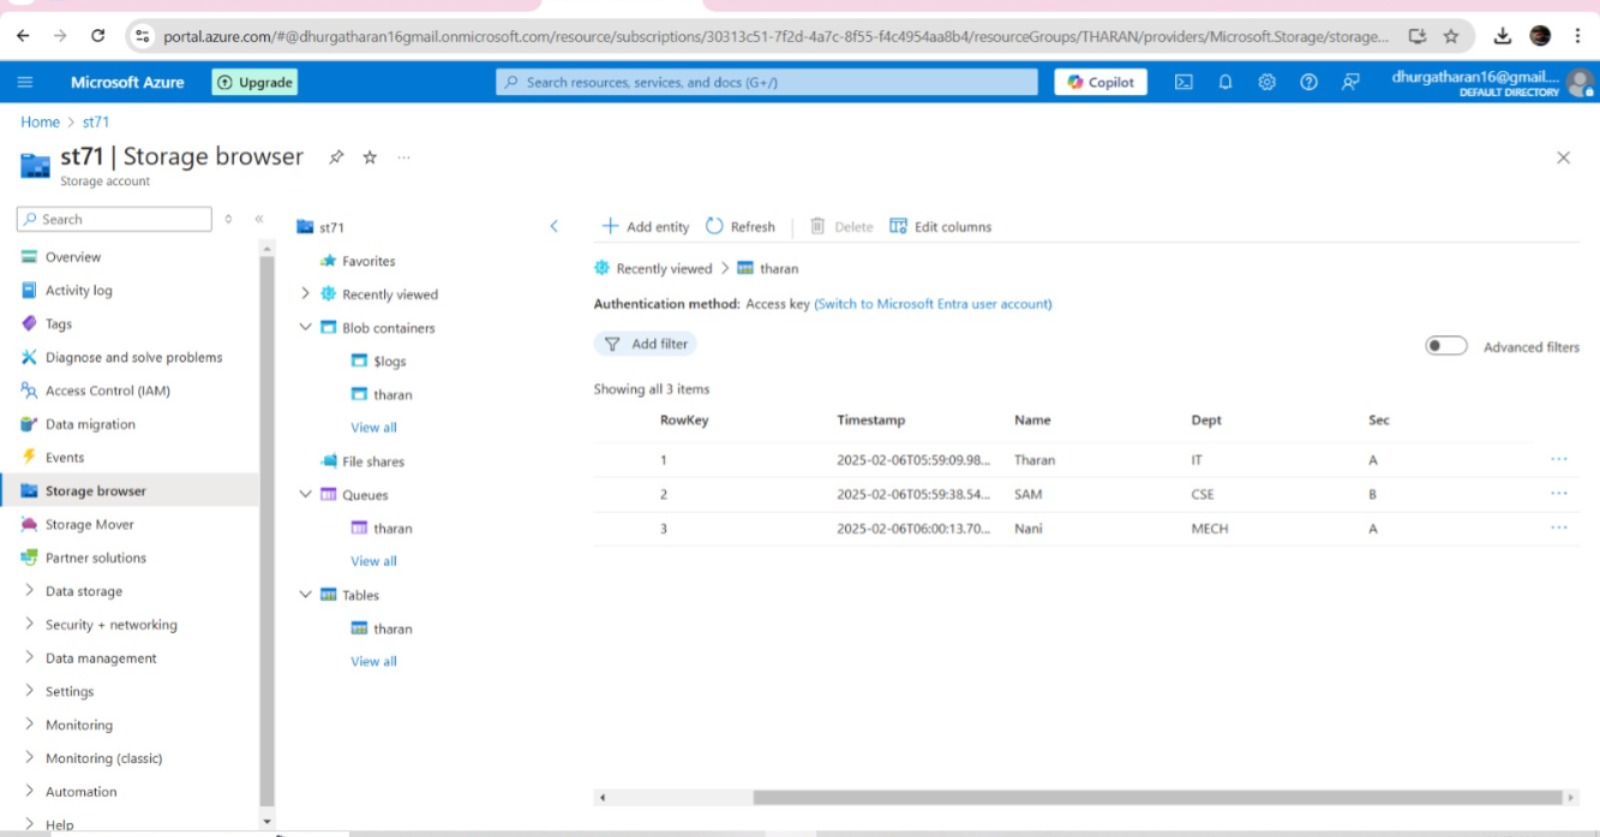 portal.azure.com/#@dhurgatharan16gmail.onmicrosoft.com/resource/subscriptions/30313c51-7f2d-4a7c-8f55-f4c4954aa8b4/resourceGroups/THARAN/providers/Microsoft.Storage/storage...
Microsoft Azure
Upgrade
Search resources, services, and docs (G+/)
Copilot
dhurgatharan16@gmail....
DEFAULT DIRECTORY
Home > st71
st71 | Storage browser
Storage account
Search
Overview
Activity log
Tags
Diagnose and solve problems
Access Control (IAM)
Data migration
Events
Storage browser
Storage Mover
Partner solutions
Data storage
Security + networking
Data management
Settings
Monitoring
Monitoring (classic)
Automation
Help
st71
Favorites
Recently viewed
Blob containers
$logs
tharan
View all
File shares
Queues
tharan
View all
Tables
tharan
View all
Add entity Refresh Delete Edit columns
Recently viewed > tharan
Authentication method: Access key (Switch to Microsoft Entra user account)
Add filter
Advanced filters
Showing all 3 items
RowKey Timestamp Name Dept Sec
1 2025-02-06T05:59:09.98... Tharan IT A
2 2025-02-06T05:59:38.54... SAM CSE B
3 2025-02-06T06:00:13.70... Nani MECH A